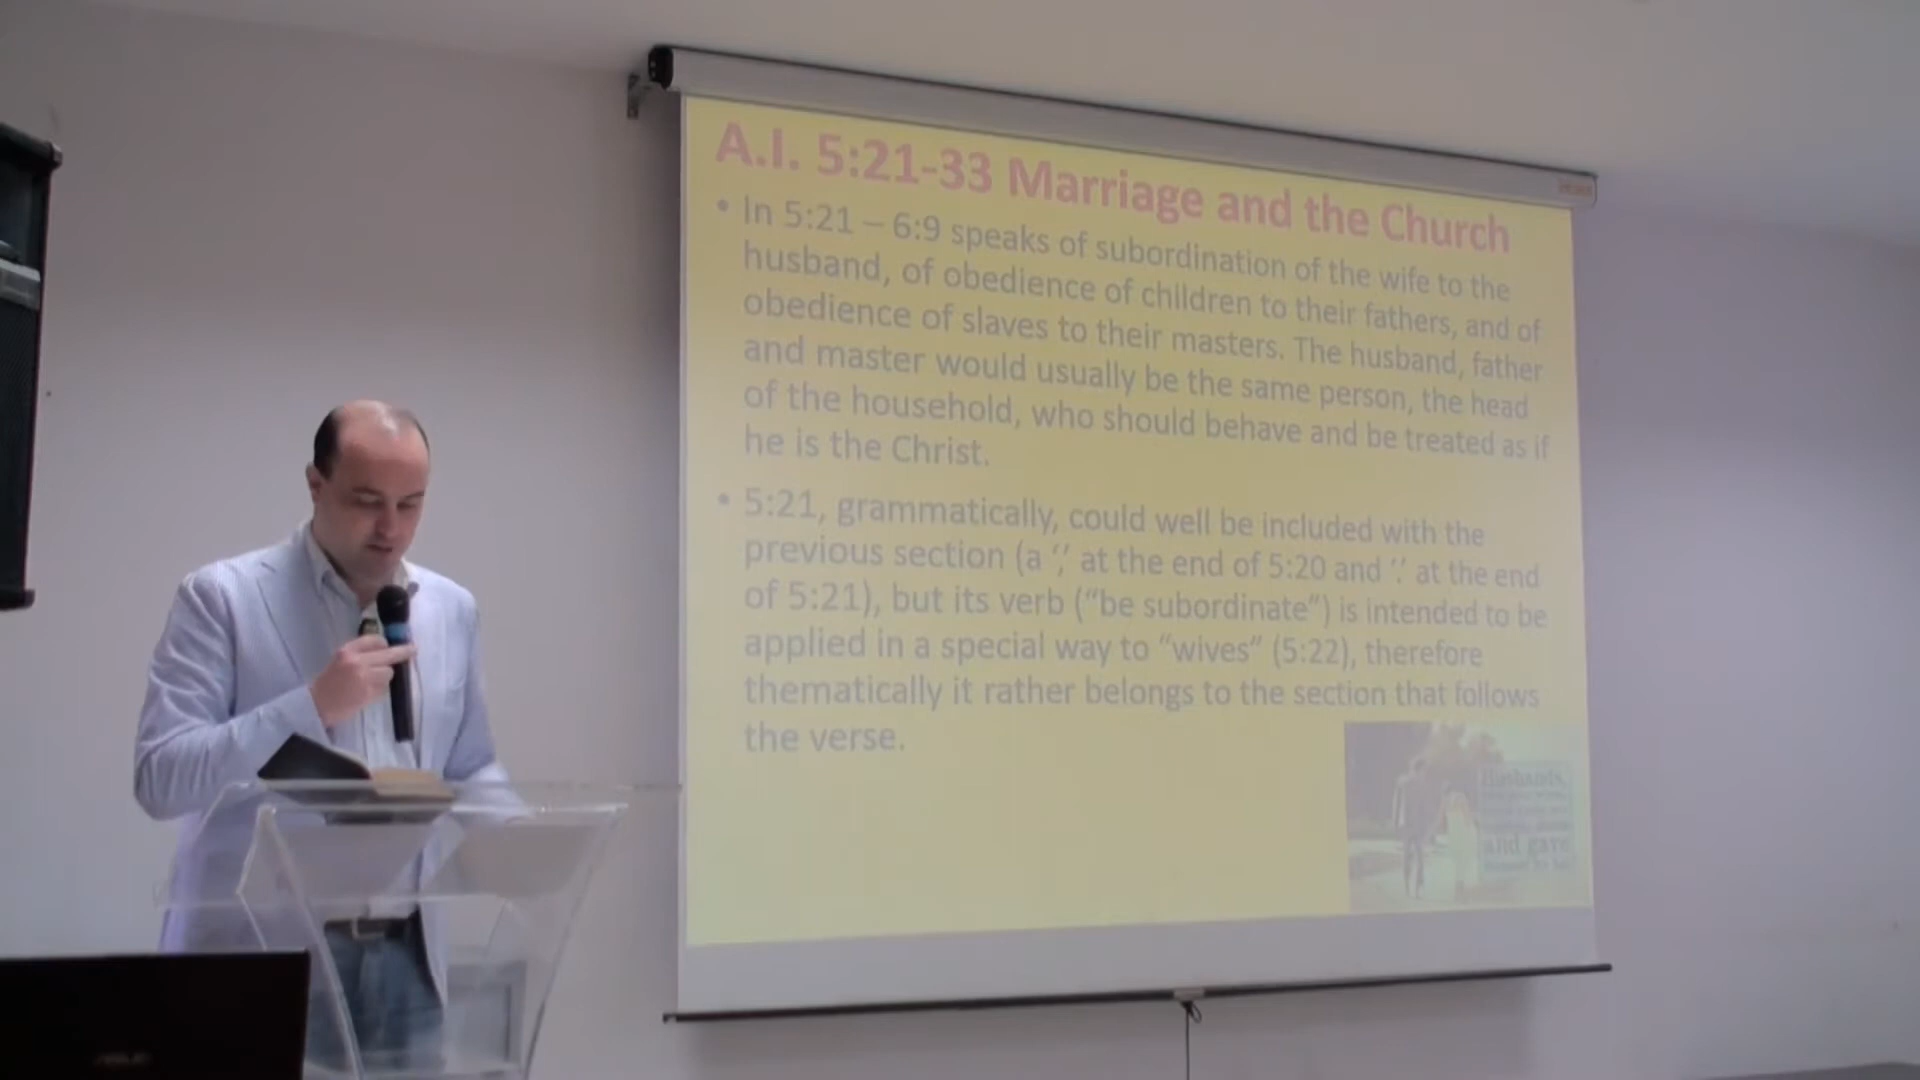 A.I. 5:21-33 Marriage and the Church
• In 5:21 – 6:9 speaks of subordination of the wife to the
husband, of obedience of children to their fathers, and of
obedience of slaves to their masters. The husband, father
and master would usually be the same person, the head
of the household, who should behave and be treated as if
he is the Christ.
• 5:21, grammatically, could well be included with the
previous section (a ‘,’ at the end of 5:20 and ‘.’ at the end
of 5:21), but its verb (“be subordinate”) is intended to be
applied in a special way to “wives” (5:22), therefore
thematically it rather belongs to the section that follows
the verse.
Husbands,
and gave
ASUS